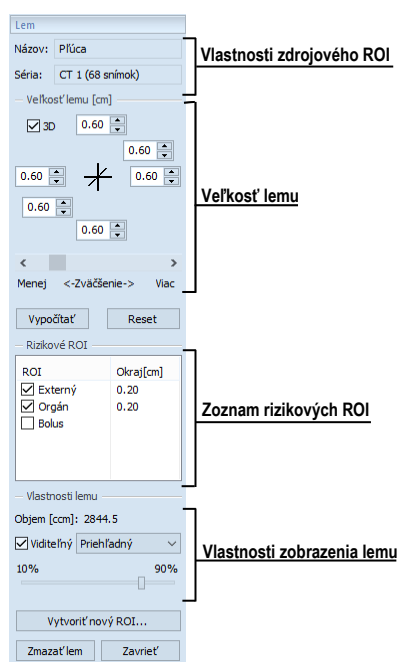 Lem
Názov: Pľúca
Vlastnosti zdrojového ROI
Séria: CT 1 (68 snímok)
Veľkosť lemu [cm]
3D 0.60
0.60
0.60 0.60
Veľkosť lemu
0.60
0.60
Menej <-Zväčšenie-> Viac
Vypočítať Reset
Rizikové ROI
ROI Okraj[cm]
Externý 0.20
Orgán 0.20
Zoznam rizikových ROI
Bolus
Vlastnosti lemu
Objem [ccm]: 2844.5
Viditeľný Priehľadný
Vlastnosti zobrazenia lemu
10% 90%
Vytvoriť nový ROI...
Zmazať lem Zavrieť